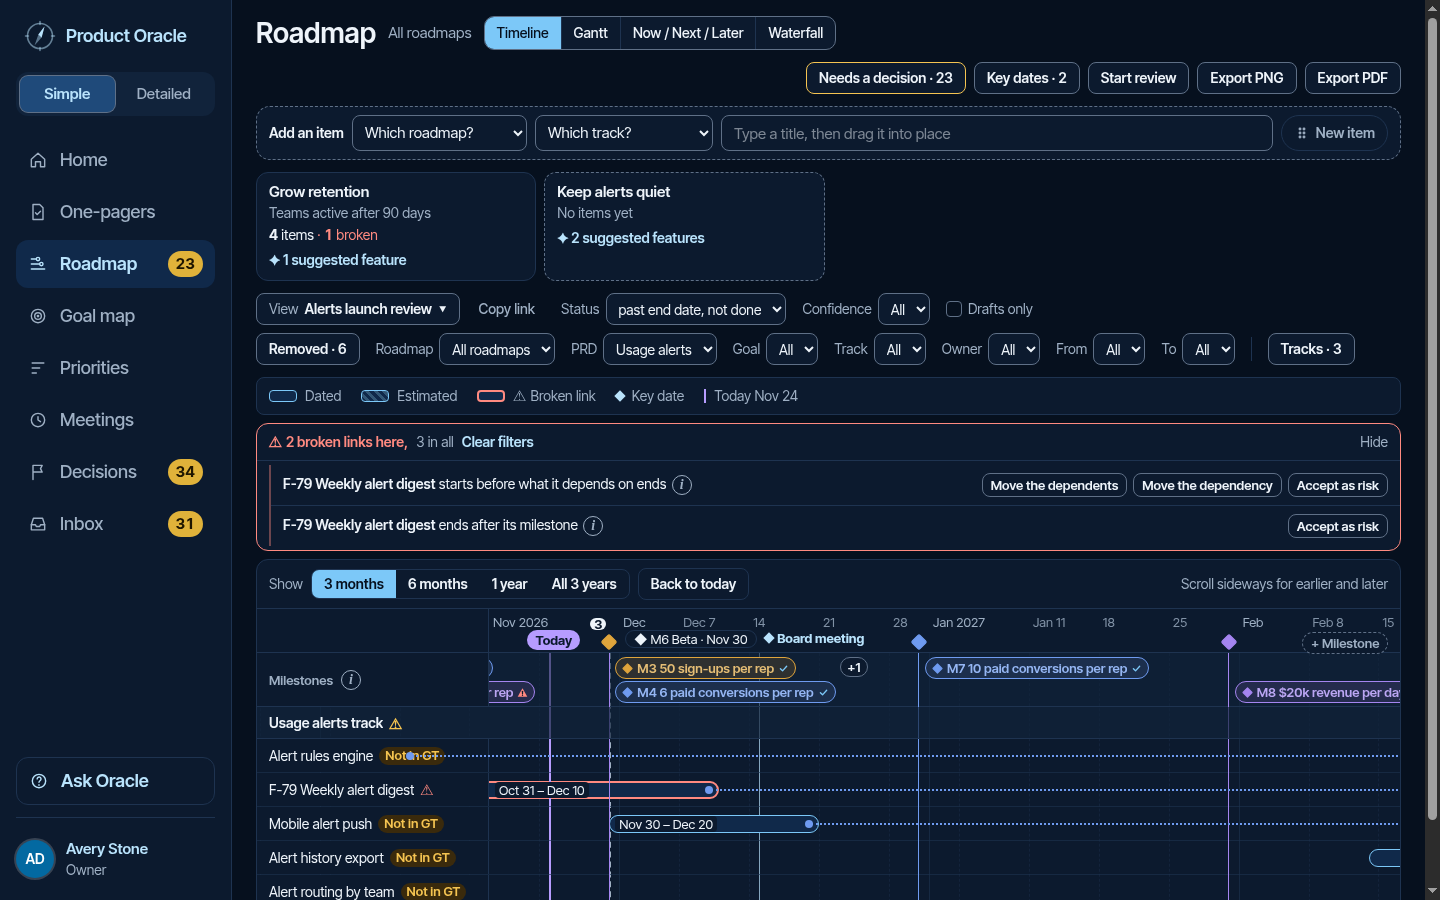 Product Oracle
Simple
Detailed
Home
One-pagers
Roadmap
23
Goal map
Priorities
Meetings
Decisions
34
Inbox
31
Ask Oracle
AD
Avery Stone
Owner
Roadmap
All roadmaps
Timeline
Gantt
Now / Next / Later
Waterfall
Needs a decision · 23
Key dates · 2
Start review
Export PNG
Export PDF
Add an item
Which roadmap?
Which track?
Type a title, then drag it into place
New item
Grow retention
Teams active after 90 days
4 items · 1 broken
1 suggested feature
Keep alerts quiet
No items yet
2 suggested features
View Alerts launch review
Copy link
Status
past end date, not done
Confidence
All
Drafts only
Removed · 6
Roadmap
All roadmaps
PRD
Usage alerts
Goal
All
Track
All
Owner
All
From
All
To
All
Tracks · 3
Dated
Estimated
Broken link
Key date
Today Nov 24
2 broken links here,
3 in all
Clear filters
Hide
F-79 Weekly alert digest starts before what it depends on ends
Move the dependents
Move the dependency
Accept as risk
F-79 Weekly alert digest ends after its milestone
Accept as risk
Show
3 months
6 months
1 year
All 3 years
Back to today
Scroll sideways for earlier and later
Nov 2026
3
Dec
Dec 7
14
21
28
Jan 2027
Jan 11
18
25
Feb
Feb 8
15
Today
M6 Beta · Nov 30
Board meeting
+ Milestone
Milestones
M3 50 sign-ups per rep
+1
M7 10 paid conversions per rep
r rep
M4 6 paid conversions per rep
M8 $20k revenue per da
Usage alerts track
Alert rules engine
Not in GT
F-79 Weekly alert digest
Oct 31 – Dec 10
Mobile alert push
Not in GT
Nov 30 – Dec 20
Alert history export
Not in GT
Alert routing by team
Not in GT